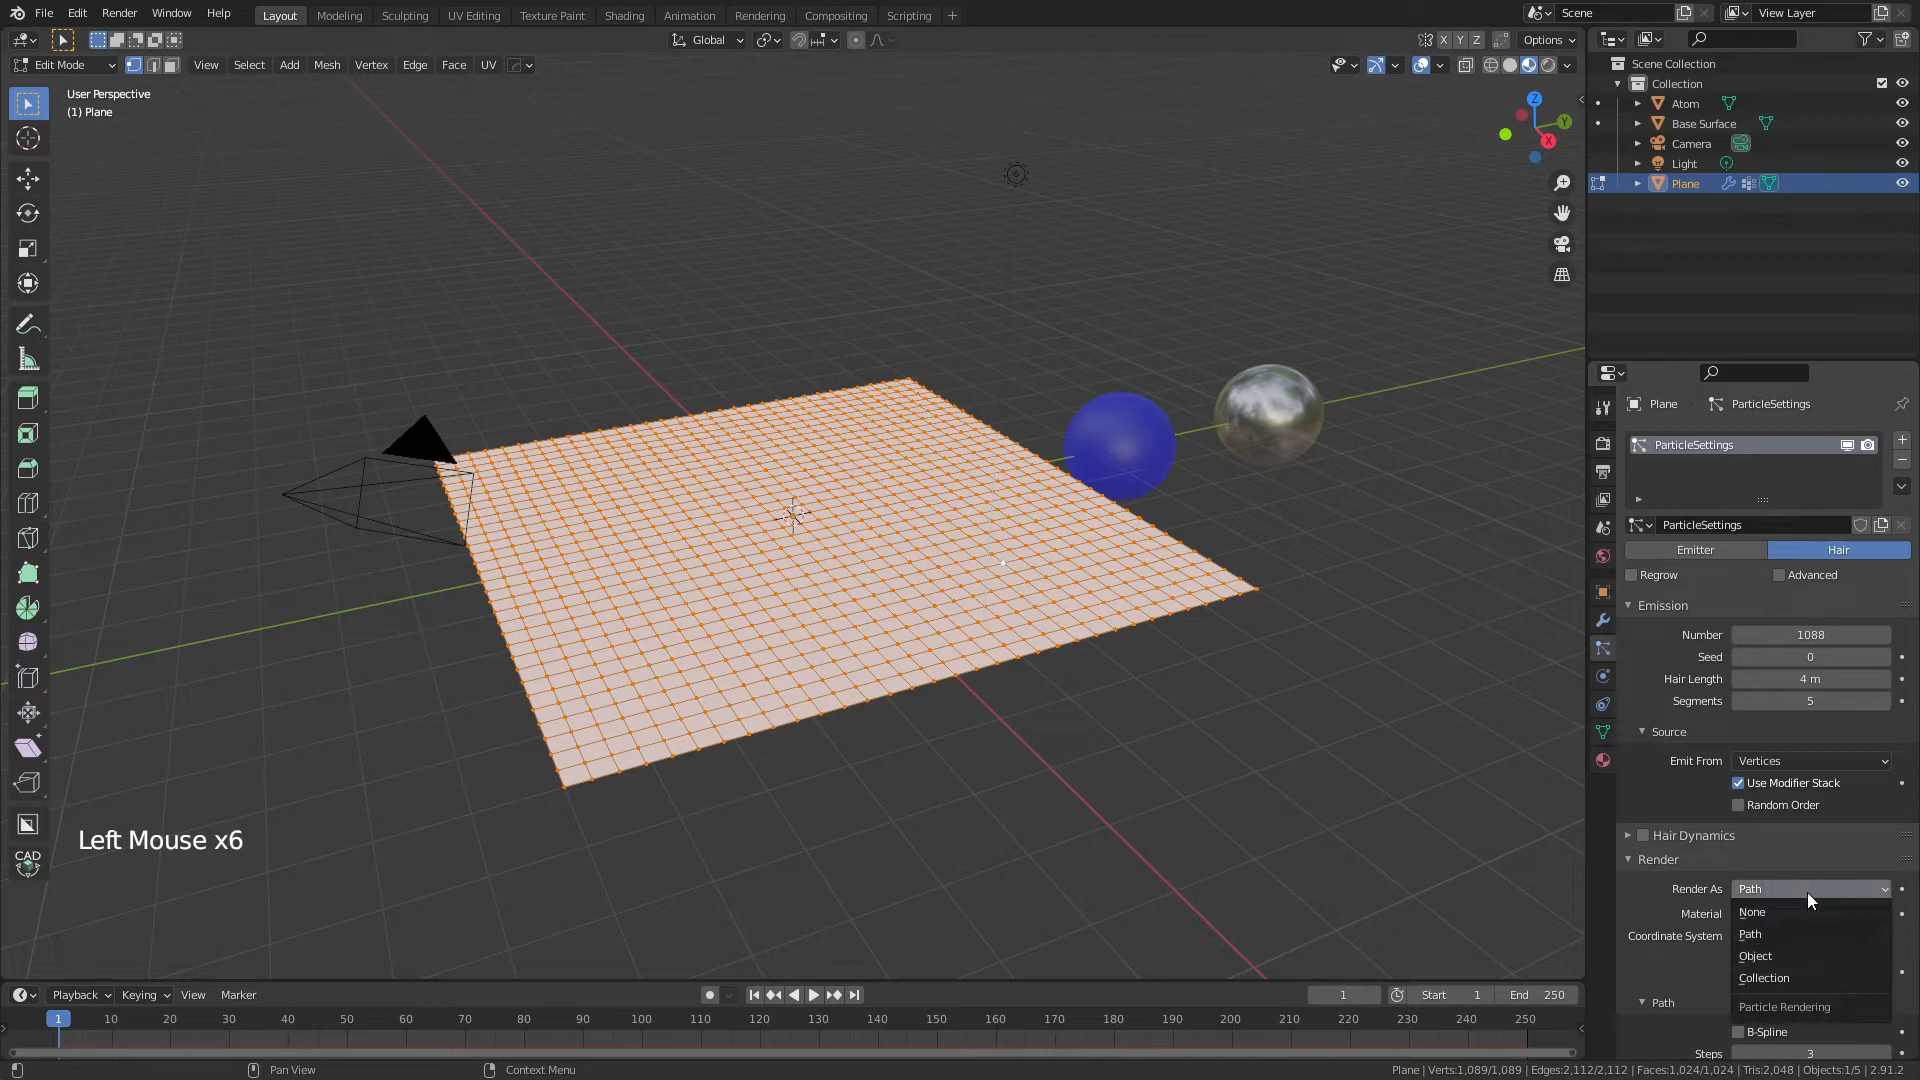 File Edit Render Window Help Layout Modeling Sculpting UV Editing Texture Paint Shading Animation Rendering Compositing Scripting + Scene View Layer
Global X Y Z Options
Edit Mode View Select Add Mesh Vertex Edge Face UV
User Perspective
(1) Plane
Z
Y
X
CAD
Left Mouse x6
Scene Collection
Collection
Atom
Base Surface
Camera
Light
Plane
Plane ParticleSettings
ParticleSettings
ParticleSettings
Emitter Hair
Regrow Advanced
Emission
Number 1088
Seed 0
Hair Length 4 m
Segments 5
Source
Emit From Vertices
Use Modifier Stack
Random Order
Hair Dynamics
Render
Render As Path
Material None
Path
Coordinate System
Object
Collection
Path Particle Rendering
B-Spline
Steps 3
Playback Keying View Marker 1 Start 1 End 250
1 10 20 30 40 50 60 70 80 90 100 110 120 130 140 150 160 170 180 190 200 210 220 230 240 250
Pan View Context Menu Plane | Verts:1,089/1,089 | Edges:2,112/2,112 | Faces:1,024/1,024 | Tris:2,048 | Objects:1/5 | 2.91.2